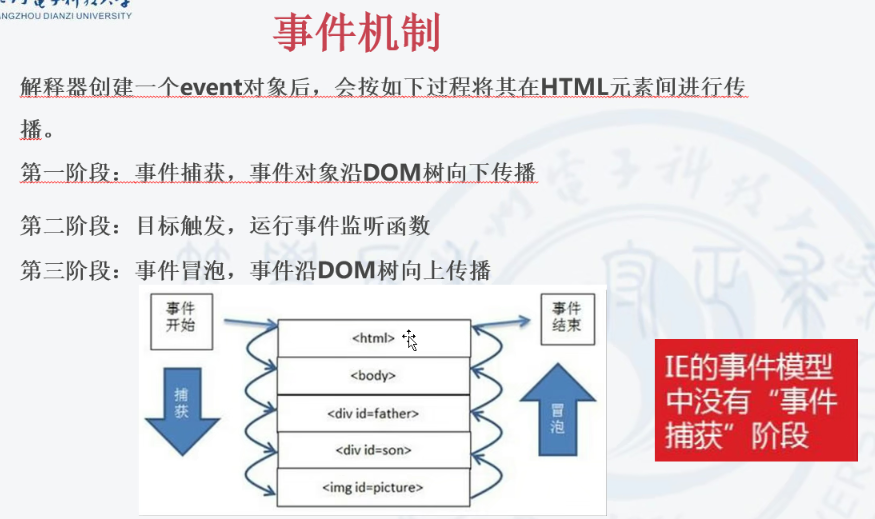 HANGZHOU DIANZI UNIVERSITY
事件机制
解释器创建一个event对象后，会按如下过程将其在HTML元素间进行传
播。
第一阶段：事件捕获，事件对象沿DOM树向下传播
第二阶段：目标触发，运行事件监听函数
第三阶段：事件冒泡，事件沿DOM树向上传播
事件
开始
捕
获
<html>
<body>
<div id=father>
<div id=son>
<img id=picture>
事件
结束
冒
泡
IE的事件模型
中没有“事件
捕获”阶段